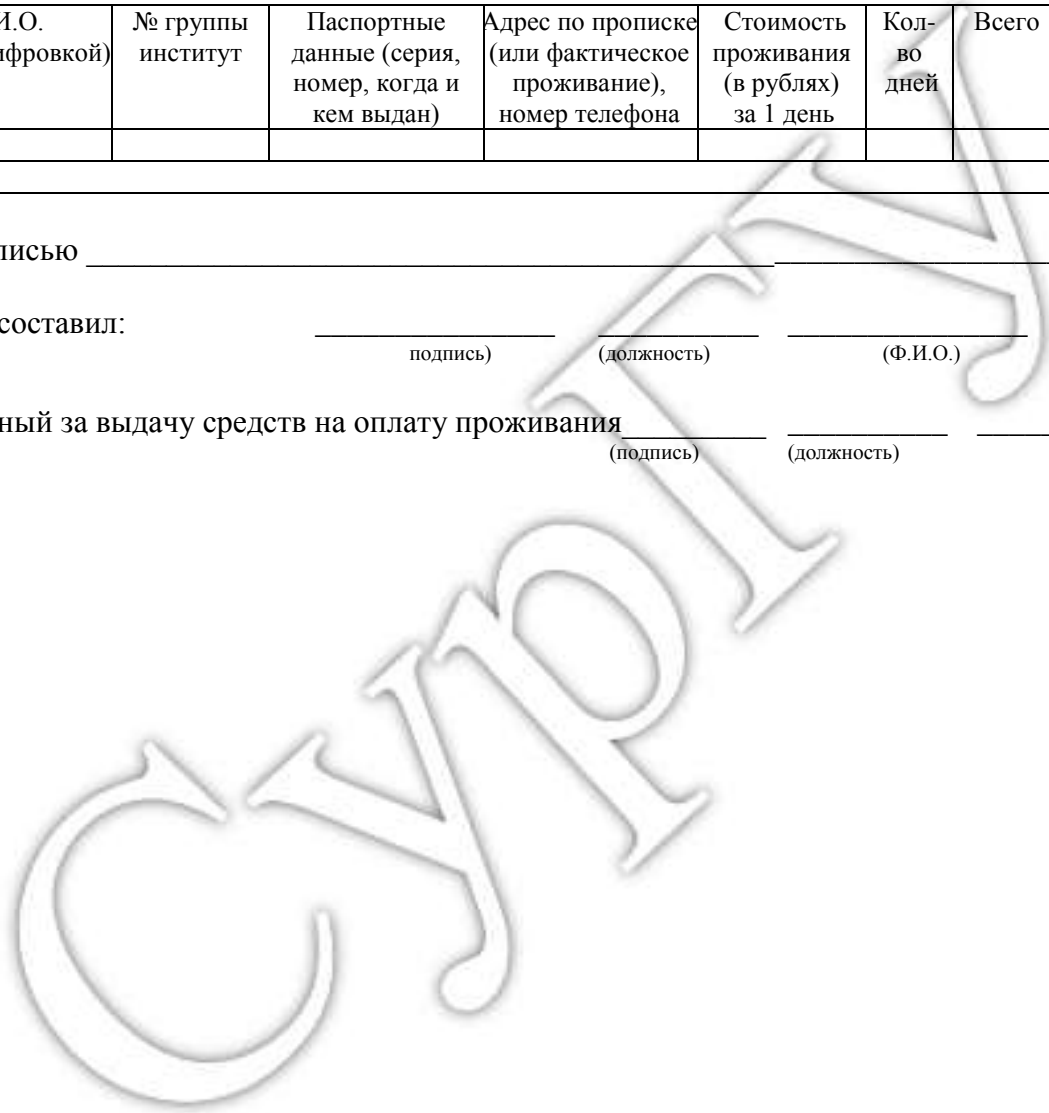 И.О. № группы Паспортные Адрес по прописке Стоимость Кол- Всего
ифровкой) институт данные (серия, (или фактическое проживания во
номер, когда и проживание), (в рублях) дней
кем выдан) номер телефона за 1 день
писью
составил:
подпись) (должность) (Ф.И.О.)
ный за выдачу средств на оплату проживания
(подпись) (должность)
СурГУ